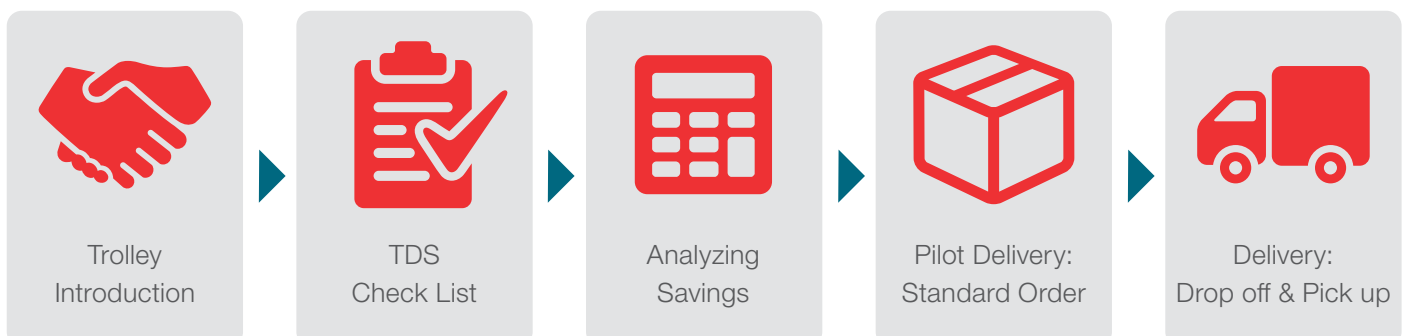 Trolley
Introduction
TDS
Check List
Analyzing
Savings
Pilot Delivery:
Standard Order
Delivery:
Drop off & Pick up